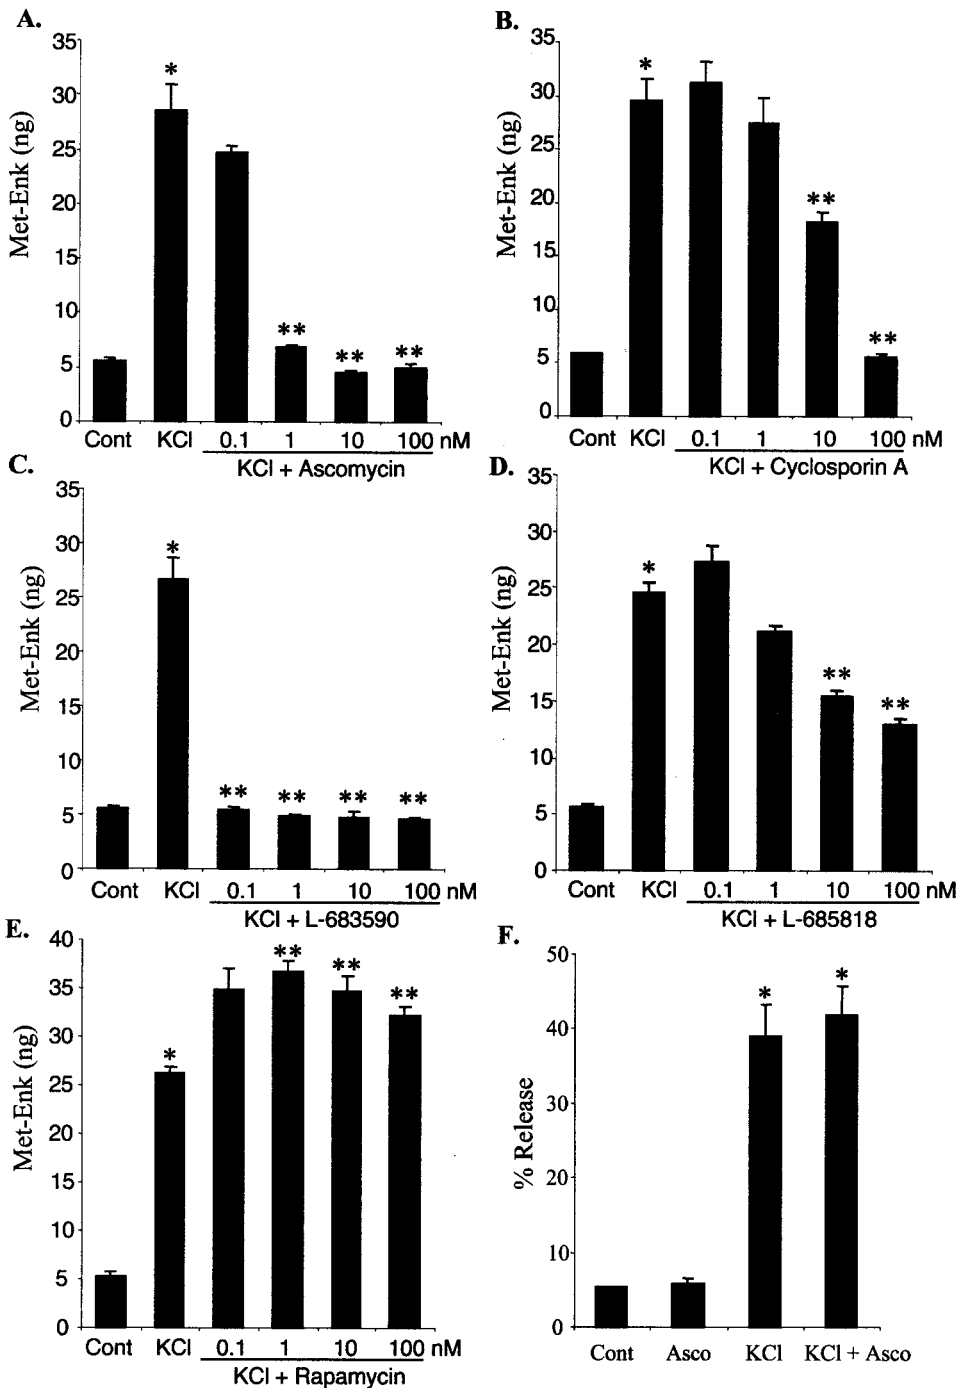 A.
35
30
25
20
15
10
5
0
Met-Enk (ng)
*
**
**
**
Cont KCl 0.1 1 10 100 nM
KCl + Ascomycin
B.
35
30
25
20
15
10
5
0
Met-Enk (ng)
*
**
**
Cont KCl 0.1 1 10 100 nM
KCl + Cyclosporin A
C.
35
30
25
20
15
10
5
0
Met-Enk (ng)
*
** ** ** **
Cont KCl 0.1 1 10 100 nM
KCl + L-683590
D.
35
30
25
20
15
10
5
0
Met-Enk (ng)
*
**
**
Cont KCl 0.1 1 10 100 nM
KCl + L-685818
E.
40
35
30
25
20
15
10
5
0
Met-Enk (ng)
*
**
**
**
Cont KCl 0.1 1 10 100 nM
KCl + Rapamycin
F.
50
40
30
20
10
0
% Release
*
*
Cont Asco KCl KCl + Asco